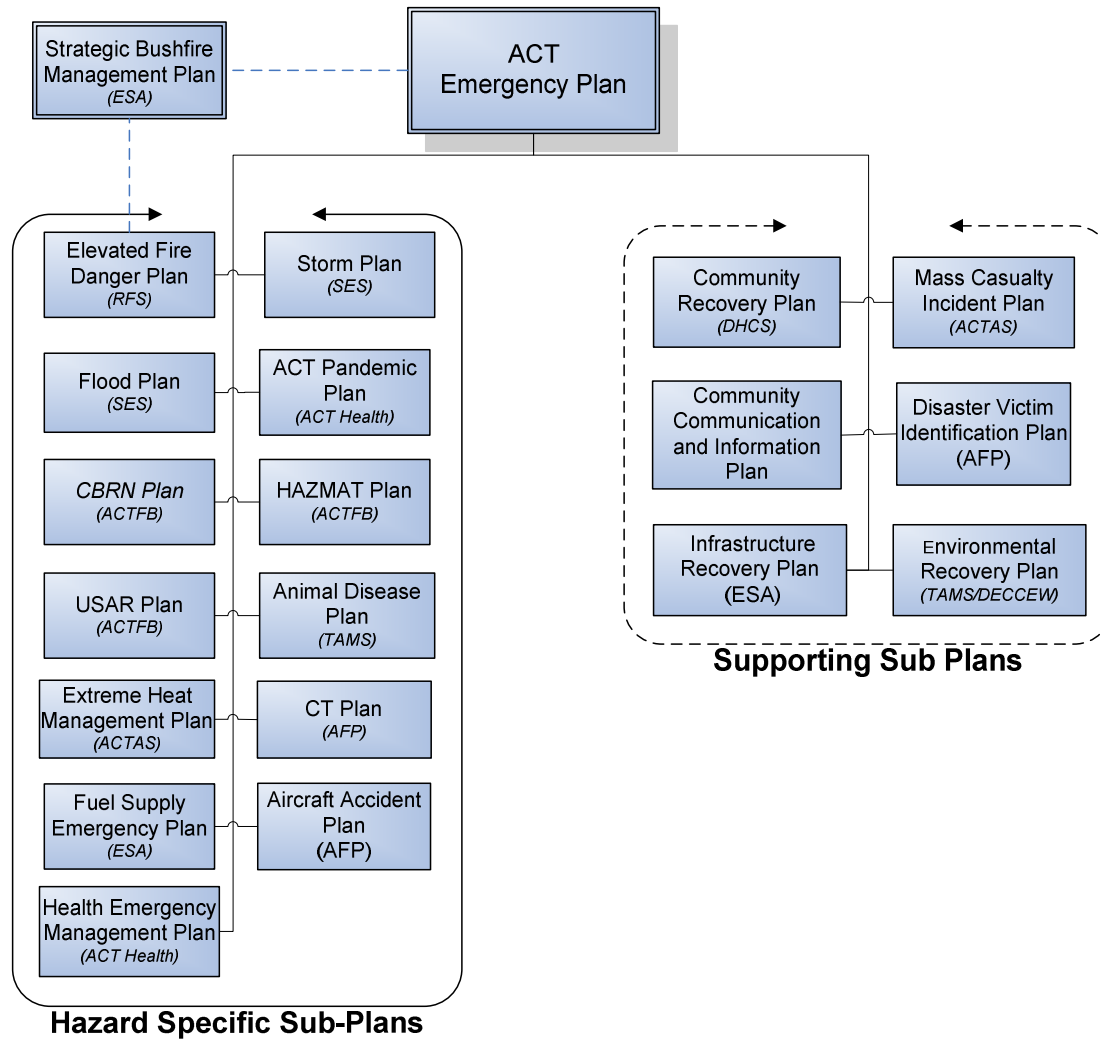 Strategic Bushfire
Management Plan
(ESA)
ACT
Emergency Plan
Elevated Fire
Danger Plan
(RFS)
Storm Plan
(SES)
Flood Plan
(SES)
ACT Pandemic
Plan
(ACT Health)
CBRN Plan
(ACTFB)
HAZMAT Plan
(ACTFB)
USAR Plan
(ACTFB)
Animal Disease
Plan
(TAMS)
Extreme Heat
Management Plan
(ACTAS)
CT Plan
(AFP)
Fuel Supply
Emergency Plan
(ESA)
Aircraft Accident
Plan
(AFP)
Health Emergency
Management Plan
(ACT Health)
Hazard Specific Sub-Plans
Community
Recovery Plan
(DHCS)
Mass Casualty
Incident Plan
(ACTAS)
Community
Communication
and Information
Plan
Disaster Victim
Identification Plan
(AFP)
Infrastructure
Recovery Plan
(ESA)
Environmental
Recovery Plan
(TAMS/DECCEW)
Supporting Sub Plans